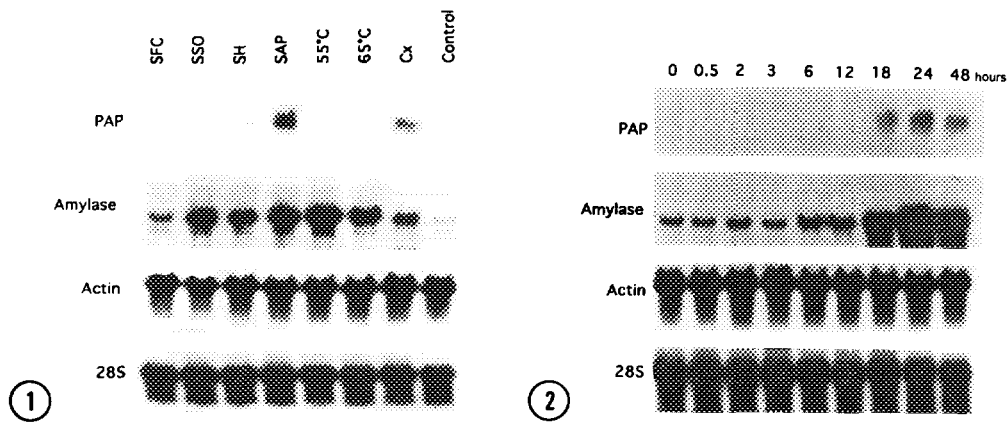 SFC SSO SH SAP 55°C 65°C Cx Control
PAP
Amylase
Actin
28S
1
0 0.5 2 3 6 12 18 24 48 hours
PAP
Amylase
Actin
28S
2